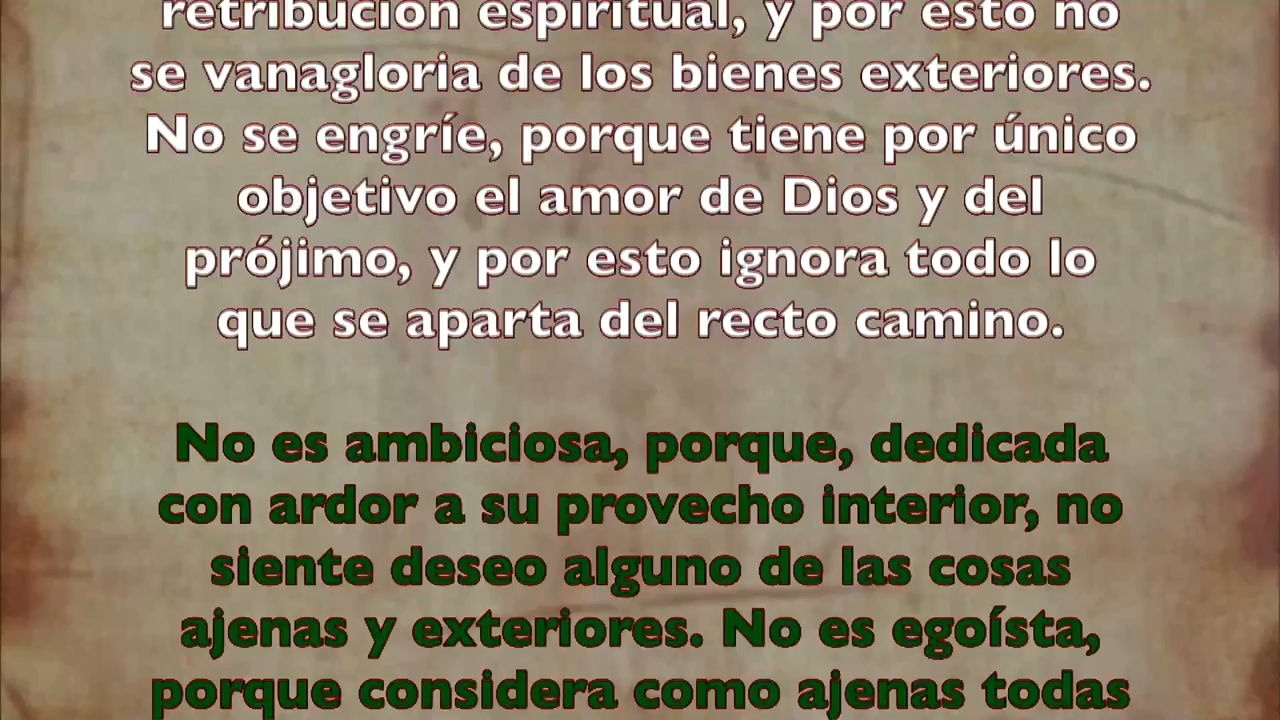 retribución espiritual, y por esto no
se vanagloria de los bienes exteriores.
No se engríe, porque tiene por único
objetivo el amor de Dios y del
prójimo, y por esto ignora todo lo
que se aparta del recto camino.
No es ambiciosa, porque, dedicada
con ardor a su provecho interior, no
siente deseo alguno de las cosas
ajenas y exteriores. No es egoísta,
porque considera como ajenas todas